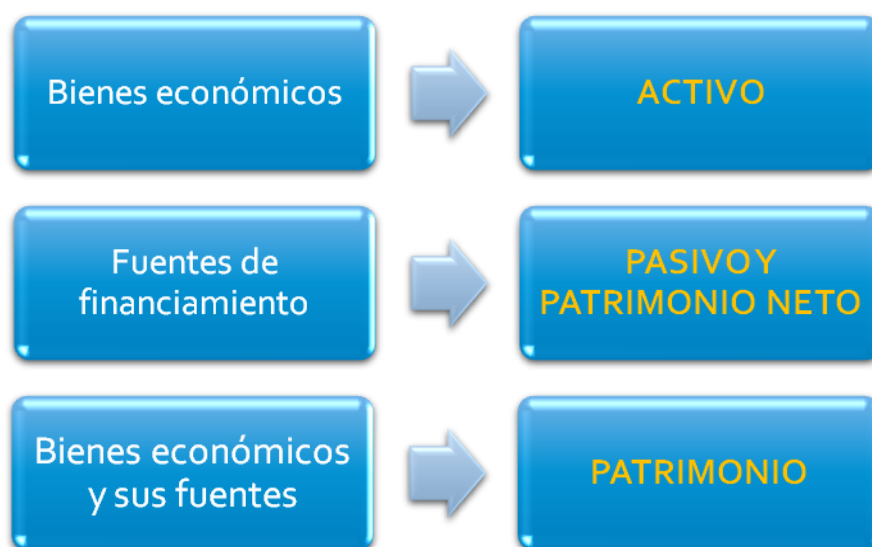 Bienes económicos
ACTIVO
Fuentes de
financiamiento
PASIVO Y
PATRIMONIO NETO
Bienes económicos
y sus fuentes
PATRIMONIO